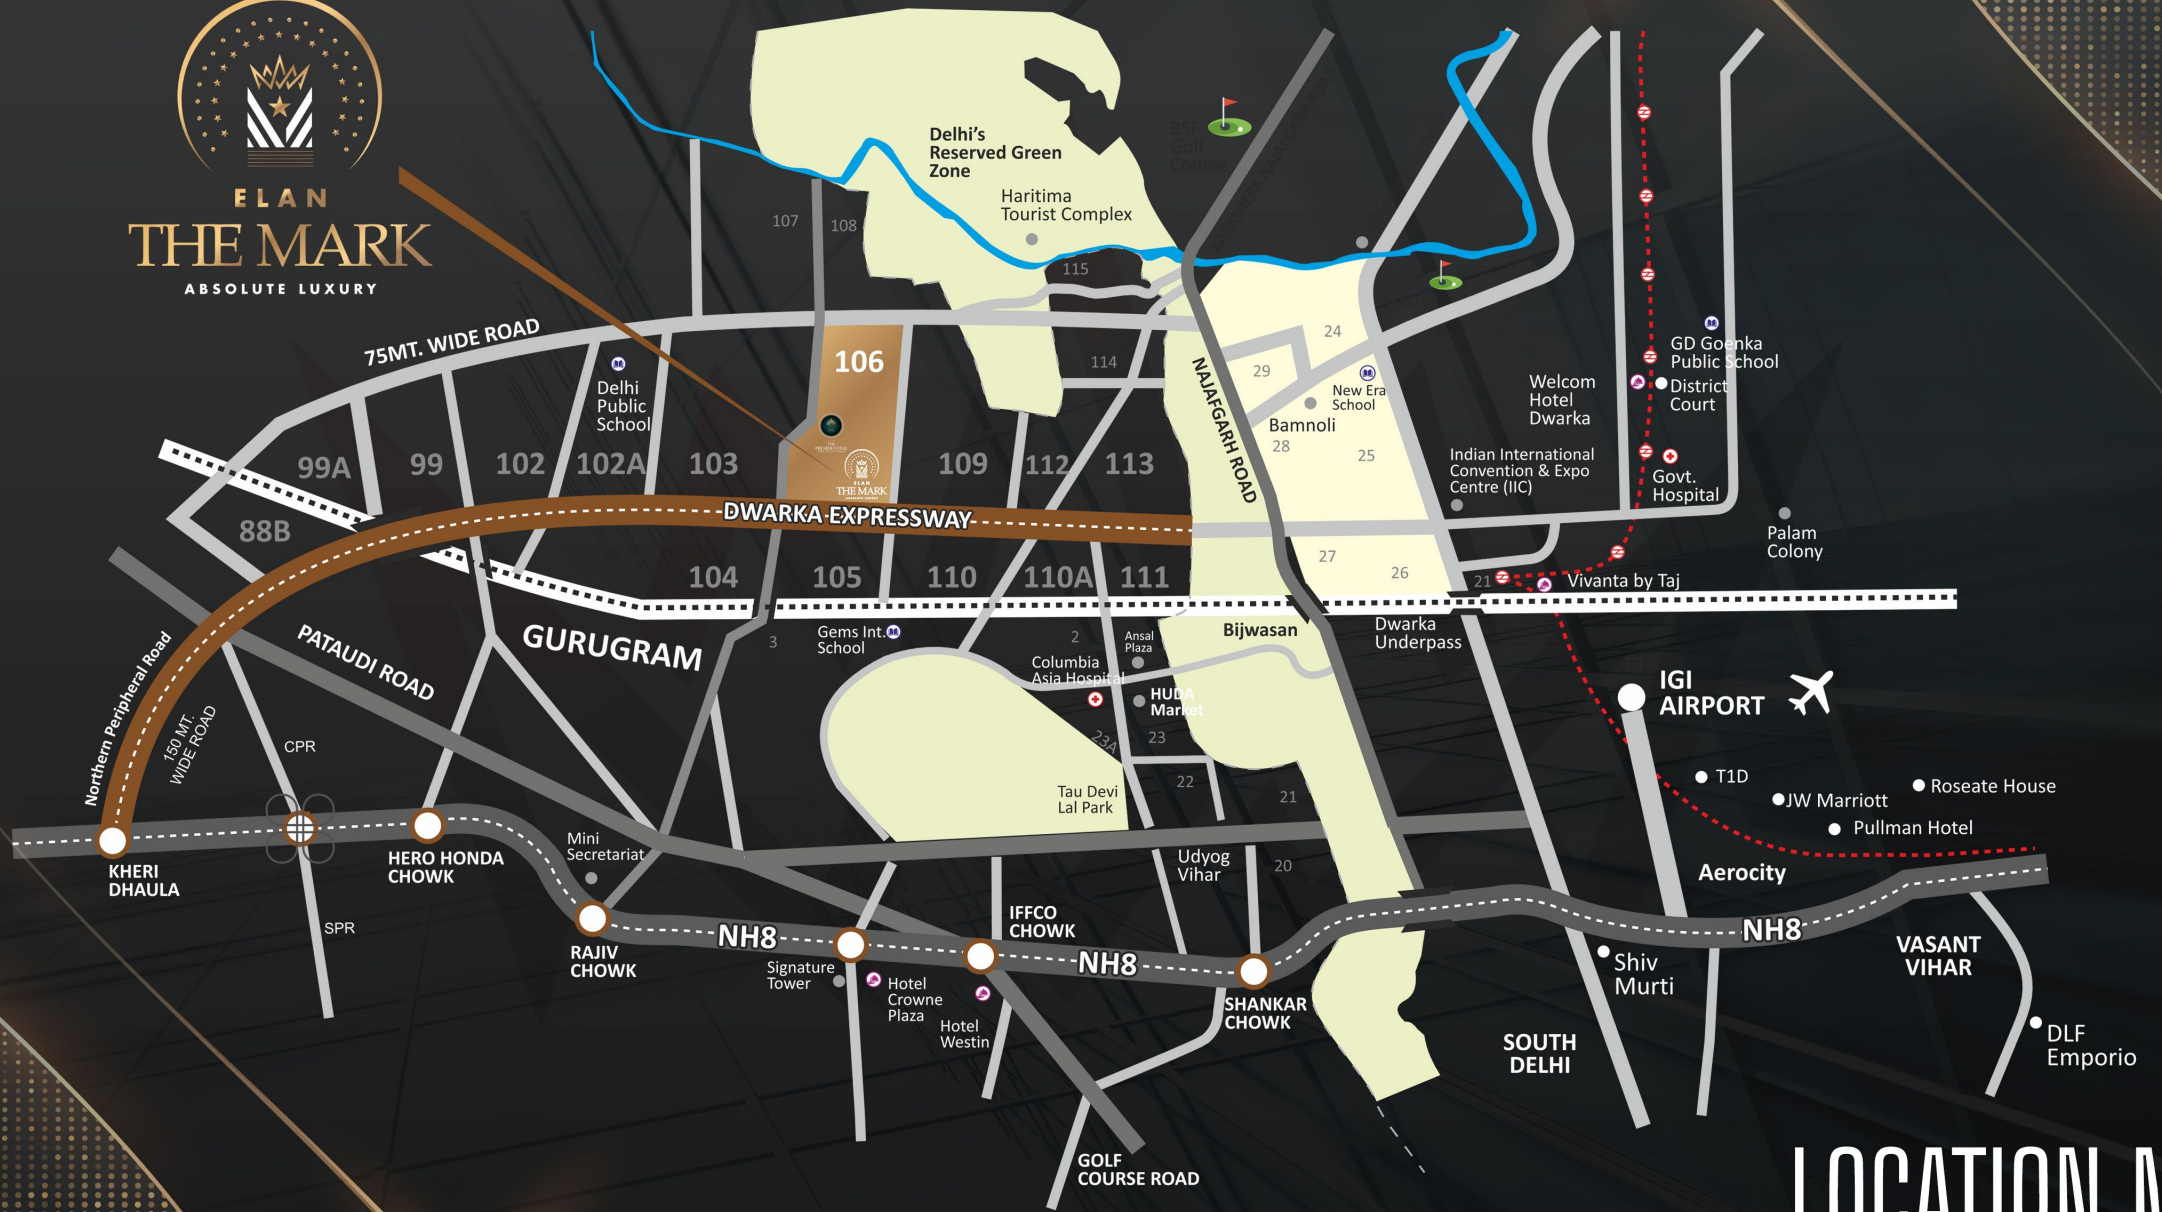 ELAN
THE MARK
ABSOLUTE LUXURY
Delhi's
Reserved Green
Zone
Haritima
Tourist Complex
BSF
Golf
Course
107
108
115
75MT. WIDE ROAD
106
114
NAJAFGARH ROAD
24
29
New Era
School
Bamnoli
28
25
GD Goenka
Public School
Welcom
Hotel
Dwarka
District
Court
Delhi
Public
School
99A
99
102
102A
103
ELAN
THE MARK
109
112
113
Indian International
Convention & Expo
Centre (IIC)
Govt.
Hospital
Palam
Colony
88B
DWARKA EXPRESSWAY
104
105
110
110A
111
27
26
21
Vivanta by Taj
GURUGRAM
3
Gems Int.
School
2
Ansal
Plaza
Columbia
Asia Hospital
HUDA
Market
Bijwasan
Dwarka
Underpass
PATAUDI ROAD
Northern Peripheral Road
150 MT.
WIDE ROAD
CPR
IGI
AIRPORT
23A
23
22
21
Tau Devi
Lal Park
T1D
JW Marriott
Roseate House
Pullman Hotel
Aerocity
KHERI
DHAULA
HERO HONDA
CHOWK
Mini
Secretariat
Udyog
Vihar
20
SPR
RAJIV
CHOWK
NH8
IFFCO
CHOWK
NH8
NH8
Signature
Tower
Hotel
Crowne
Plaza
Hotel
Westin
SHANKAR
CHOWK
Shiv
Murti
VASANT
VIHAR
SOUTH
DELHI
DLF
Emporio
GOLF
COURSE ROAD
LOCATION